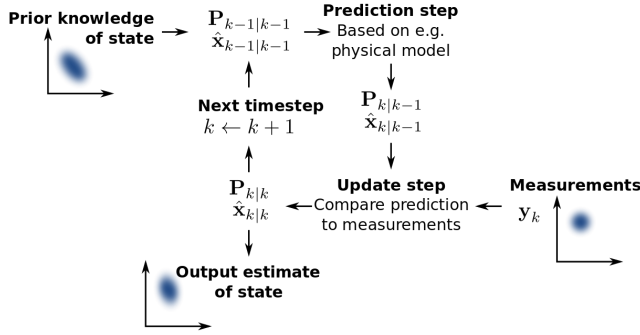 Prior knowledge
of state
P_{k−1|k−1}
x̂_{k−1|k−1}
Prediction step
Based on e.g.
physical model
Next timestep
k ← k + 1
P_{k|k−1}
x̂_{k|k−1}
P_{k|k}
x̂_{k|k}
Update step
Compare prediction
to measurements
Measurements
y_k
Output estimate
of state